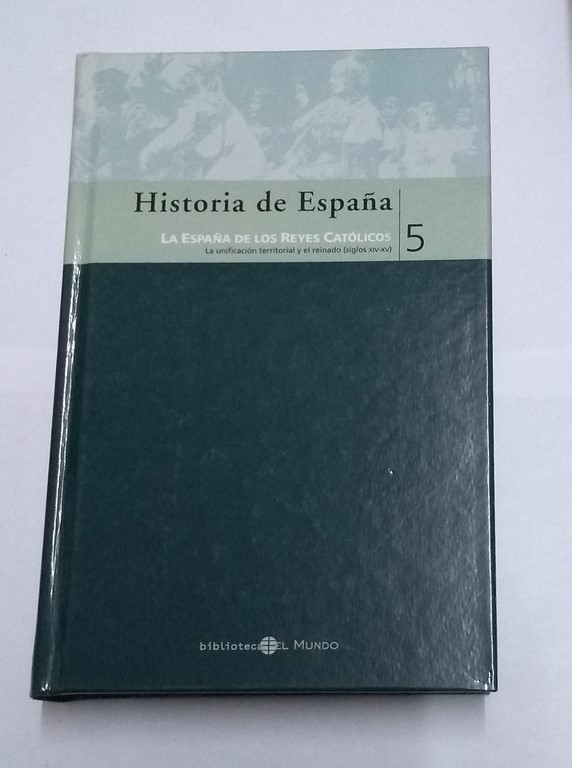 Historia de España
LA ESPAÑA DE LOS REYES CATÓLICOS
La unificación territorial y el reinado (siglos XIV-XV)
5
biblioteca EL MUNDO